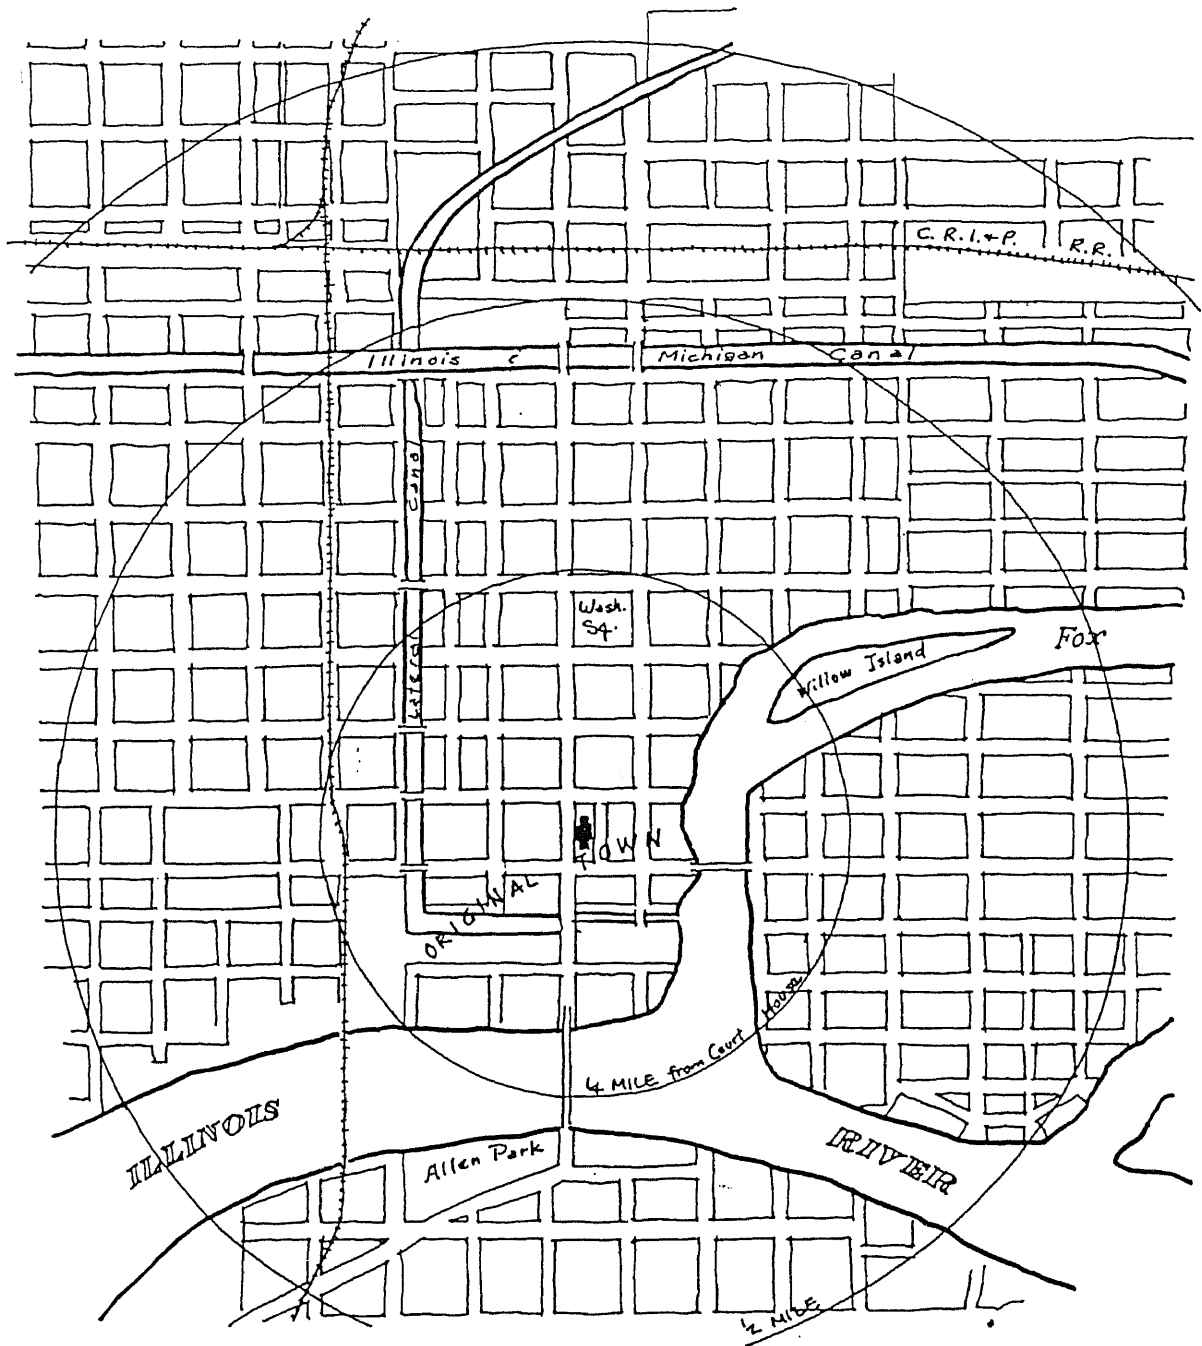 C. R. I. & P.
R. R.
Illinois & Michigan Canal
Lateral Canal
Wash.
Sq.
Fox
Willow Island
ORIGINAL TOWN
¼ MILE from Court House
ILLINOIS RIVER
Allen Park
½ MILE